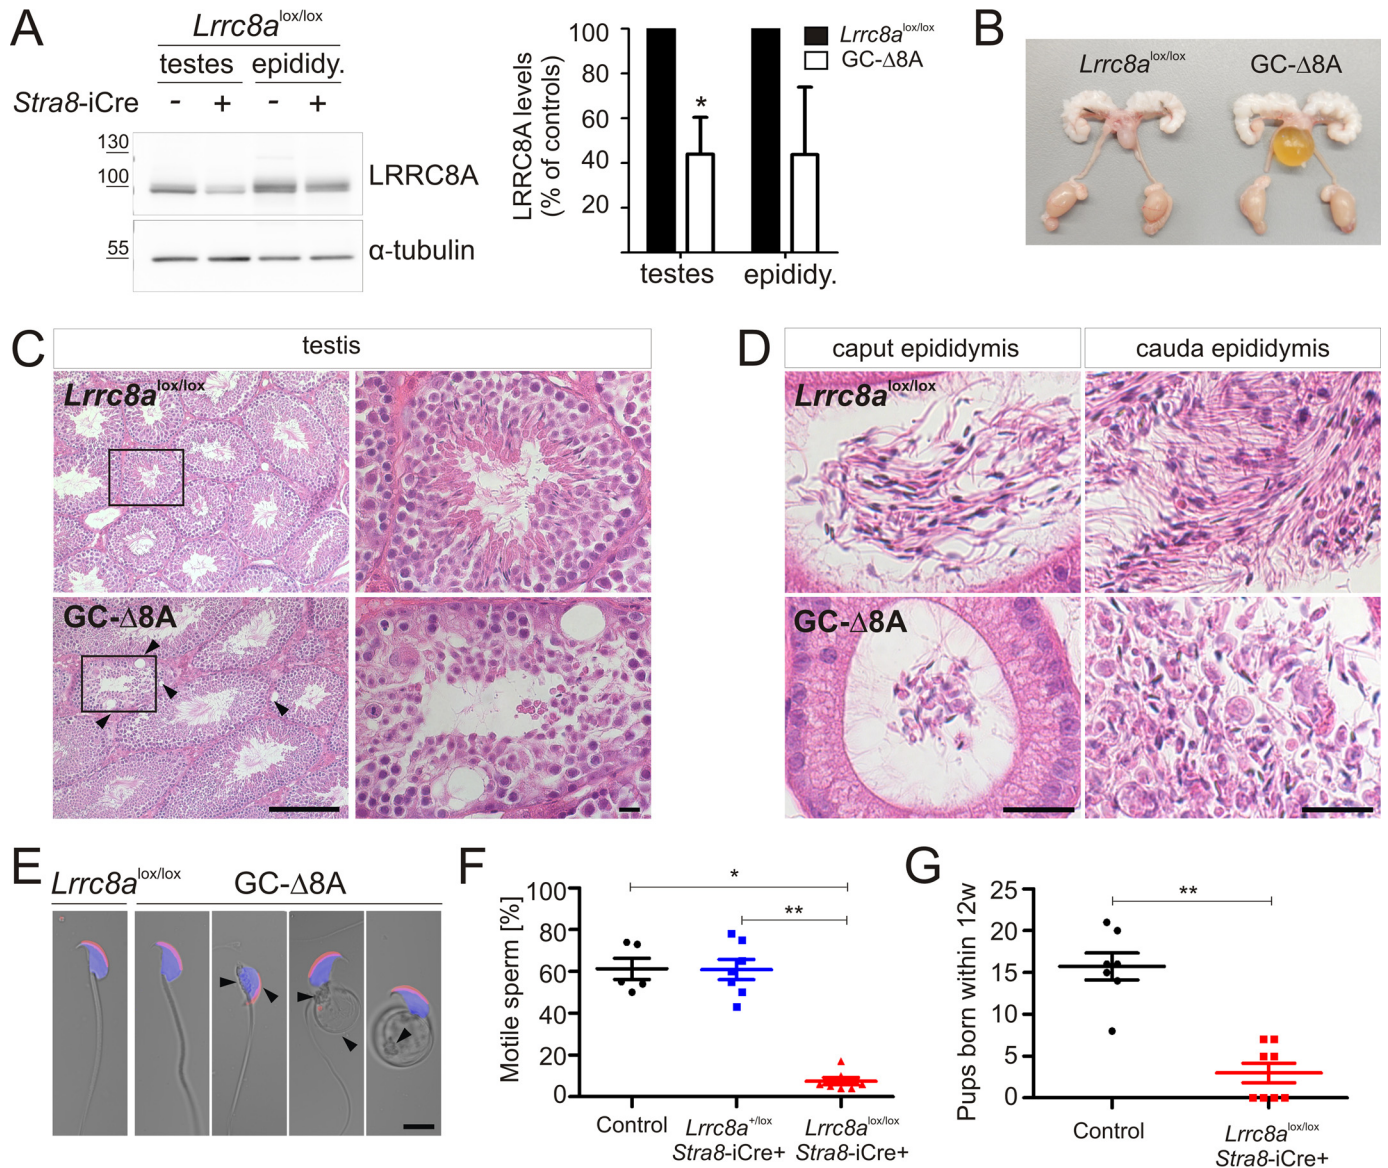 A
Lrrc8a lox/lox
testes epididy.
Stra8-iCre - + - +
130
100
LRRC8A
55
α-tubulin
LRRC8A levels
(% of controls)
100
80
60
40
20
*
testes epididy.
Lrrc8a lox/lox
GC-Δ8A
B
Lrrc8a lox/lox GC-Δ8A
C
testis
Lrrc8a lox/lox
GC-Δ8A
D
caput epididymis cauda epididymis
Lrrc8a lox/lox
GC-Δ8A
E
Lrrc8a lox/lox GC-Δ8A
F
Motile sperm [%]
100
80
60
40
20
0
*
**
Control Lrrc8a +/lox Lrrc8a lox/lox
Stra8-iCre+ Stra8-iCre+
G
Pups born within 12w
25
20
15
10
5
0
**
Control Lrrc8a lox/lox
Stra8-iCre+